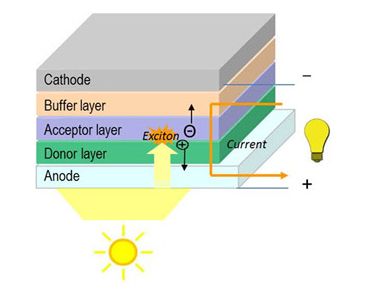 Cathode
−
Buffer layer
Acceptor layer
Exciton
Θ
⊕
Donor layer
Current
Anode
+